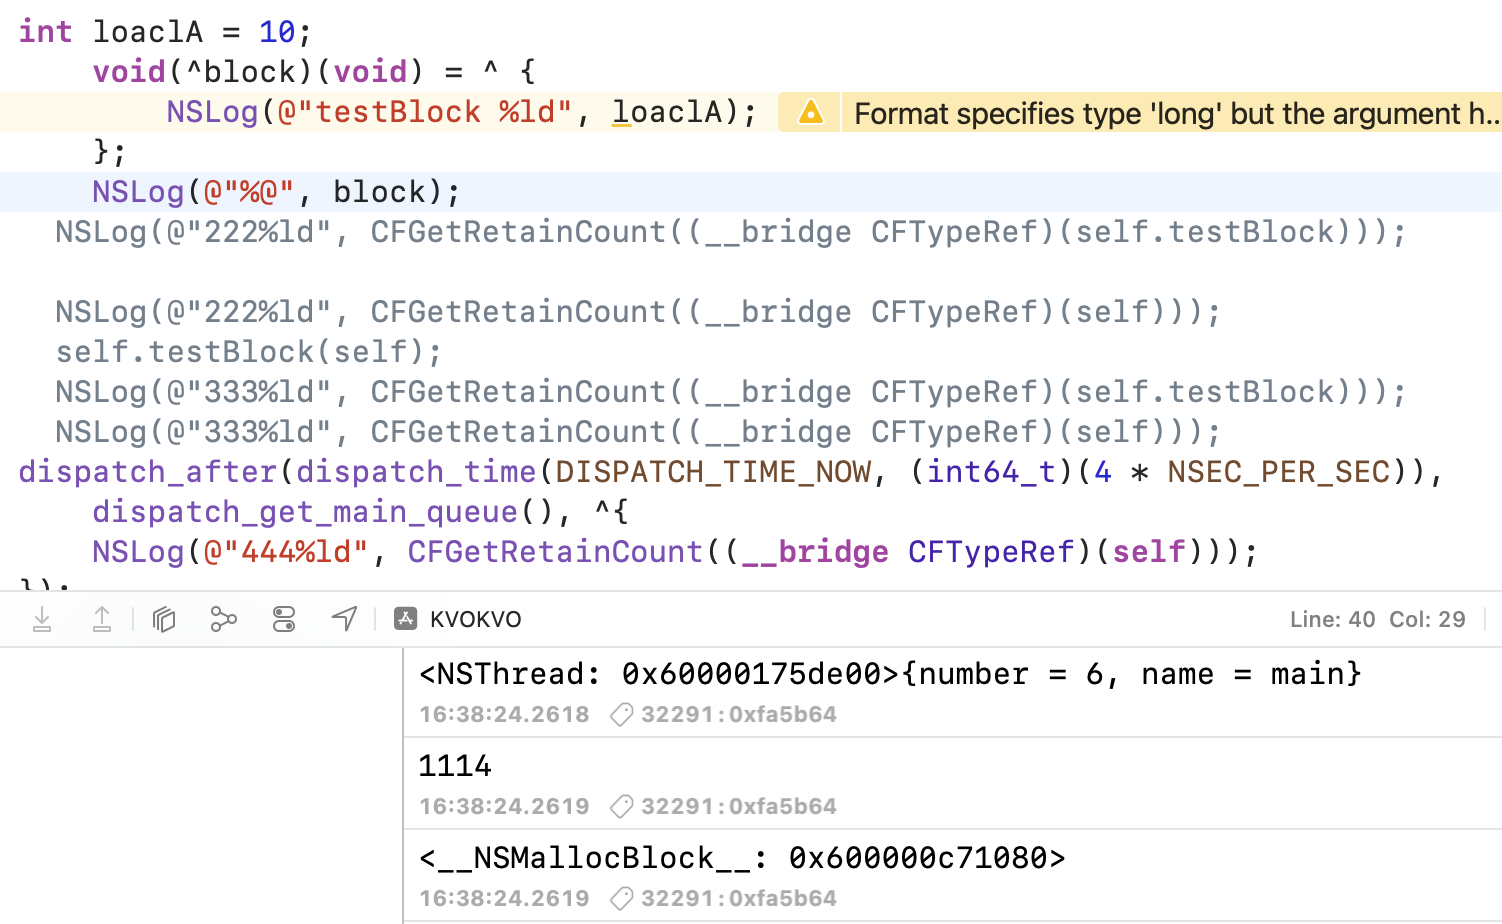 int loaclA = 10;
void(^block)(void) = ^ {
NSLog(@"testBlock %ld", loaclA);
Format specifies type 'long' but the argument h...
};
NSLog(@"%@", block);
NSLog(@"222%ld", CFGetRetainCount((__bridge CFTypeRef)(self.testBlock)));
NSLog(@"222%ld", CFGetRetainCount((__bridge CFTypeRef)(self)));
self.testBlock(self);
NSLog(@"333%ld", CFGetRetainCount((__bridge CFTypeRef)(self.testBlock)));
NSLog(@"333%ld", CFGetRetainCount((__bridge CFTypeRef)(self)));
dispatch_after(dispatch_time(DISPATCH_TIME_NOW, (int64_t)(4 * NSEC_PER_SEC)),
dispatch_get_main_queue(), ^{
NSLog(@"444%ld", CFGetRetainCount((__bridge CFTypeRef)(self)));
});
KVOKVO
Line: 40 Col: 29
<NSThread: 0x60000175de00>{number = 6, name = main}
16:38:24.2618 32291:0xfa5b64
1114
16:38:24.2619 32291:0xfa5b64
<__NSMallocBlock__: 0x600000c71080>
16:38:24.2619 32291:0xfa5b64